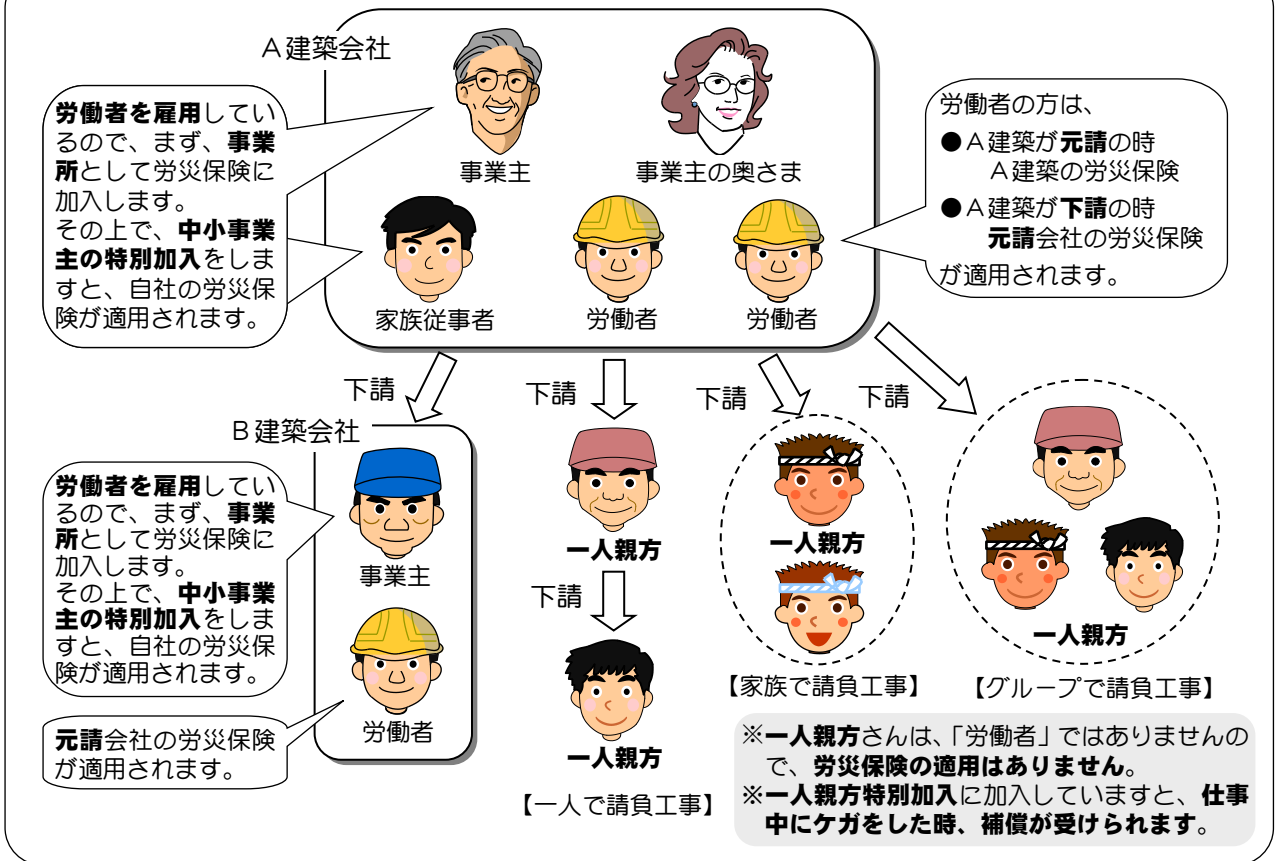 A建築会社
労働者を雇用してい
るので、まず、事業
所として労災保険に
加入します。
その上で、中小事業
主の特別加入をしま
すと、自社の労災保
険が適用されます。
事業主
事業主の奥さま
家族従事者
労働者
労働者
労働者の方は、
●A建築が元請の時
A建築の労災保険
●A建築が下請の時
元請会社の労災保険
が適用されます。
下請
下請
下請
下請
B建築会社
労働者を雇用してい
るので、まず、事業
所として労災保険に
加入します。
その上で、中小事業
主の特別加入をしま
すと、自社の労災保
険が適用されます。
事業主
労働者
元請会社の労災保険
が適用されます。
一人親方
下請
一人親方
【一人で請負工事】
一人親方
【家族で請負工事】
一人親方
【グループで請負工事】
※一人親方さんは、「労働者」ではありませんの
で、労災保険の適用はありません。
※一人親方特別加入に加入していますと、仕事
中にケガをした時、補償が受けられます。